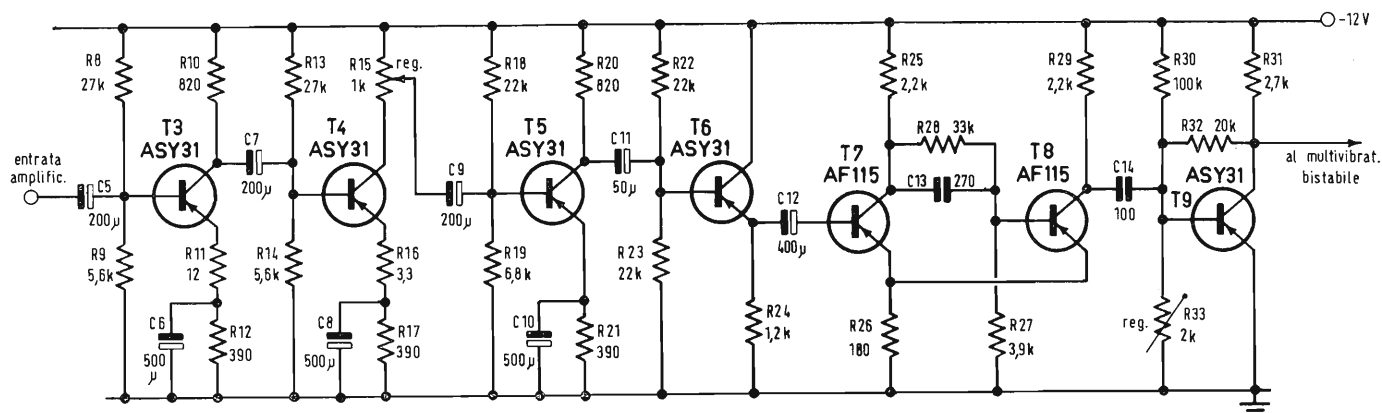 -12V
R8
27k
R10
820
R13
27k
R15
1k
reg.
R18
22k
R20
820
R22
22k
R25
2,2k
R29
2,2k
R30
100k
R31
2,7k
T3
ASY31
C7
200µ
T4
ASY31
C9
200µ
T5
ASY31
C11
50µ
T6
ASY31
R28 33k
R32 20k
T7
AF115
C13 270
T8
AF115
C14
100
T9
ASY31
al multivibrat.
bistabile
entrata
amplific.
C5
200µ
C12
400µ
R9
5,6k
R11
12
R14
5,6k
R16
3,3
R19
6,8k
R23
22k
R24
1,2k
R26
180
R27
3,9k
reg.
R33
2k
C6
500
µ
R12
390
C8
500µ
R17
390
C10
500
µ
R21
390